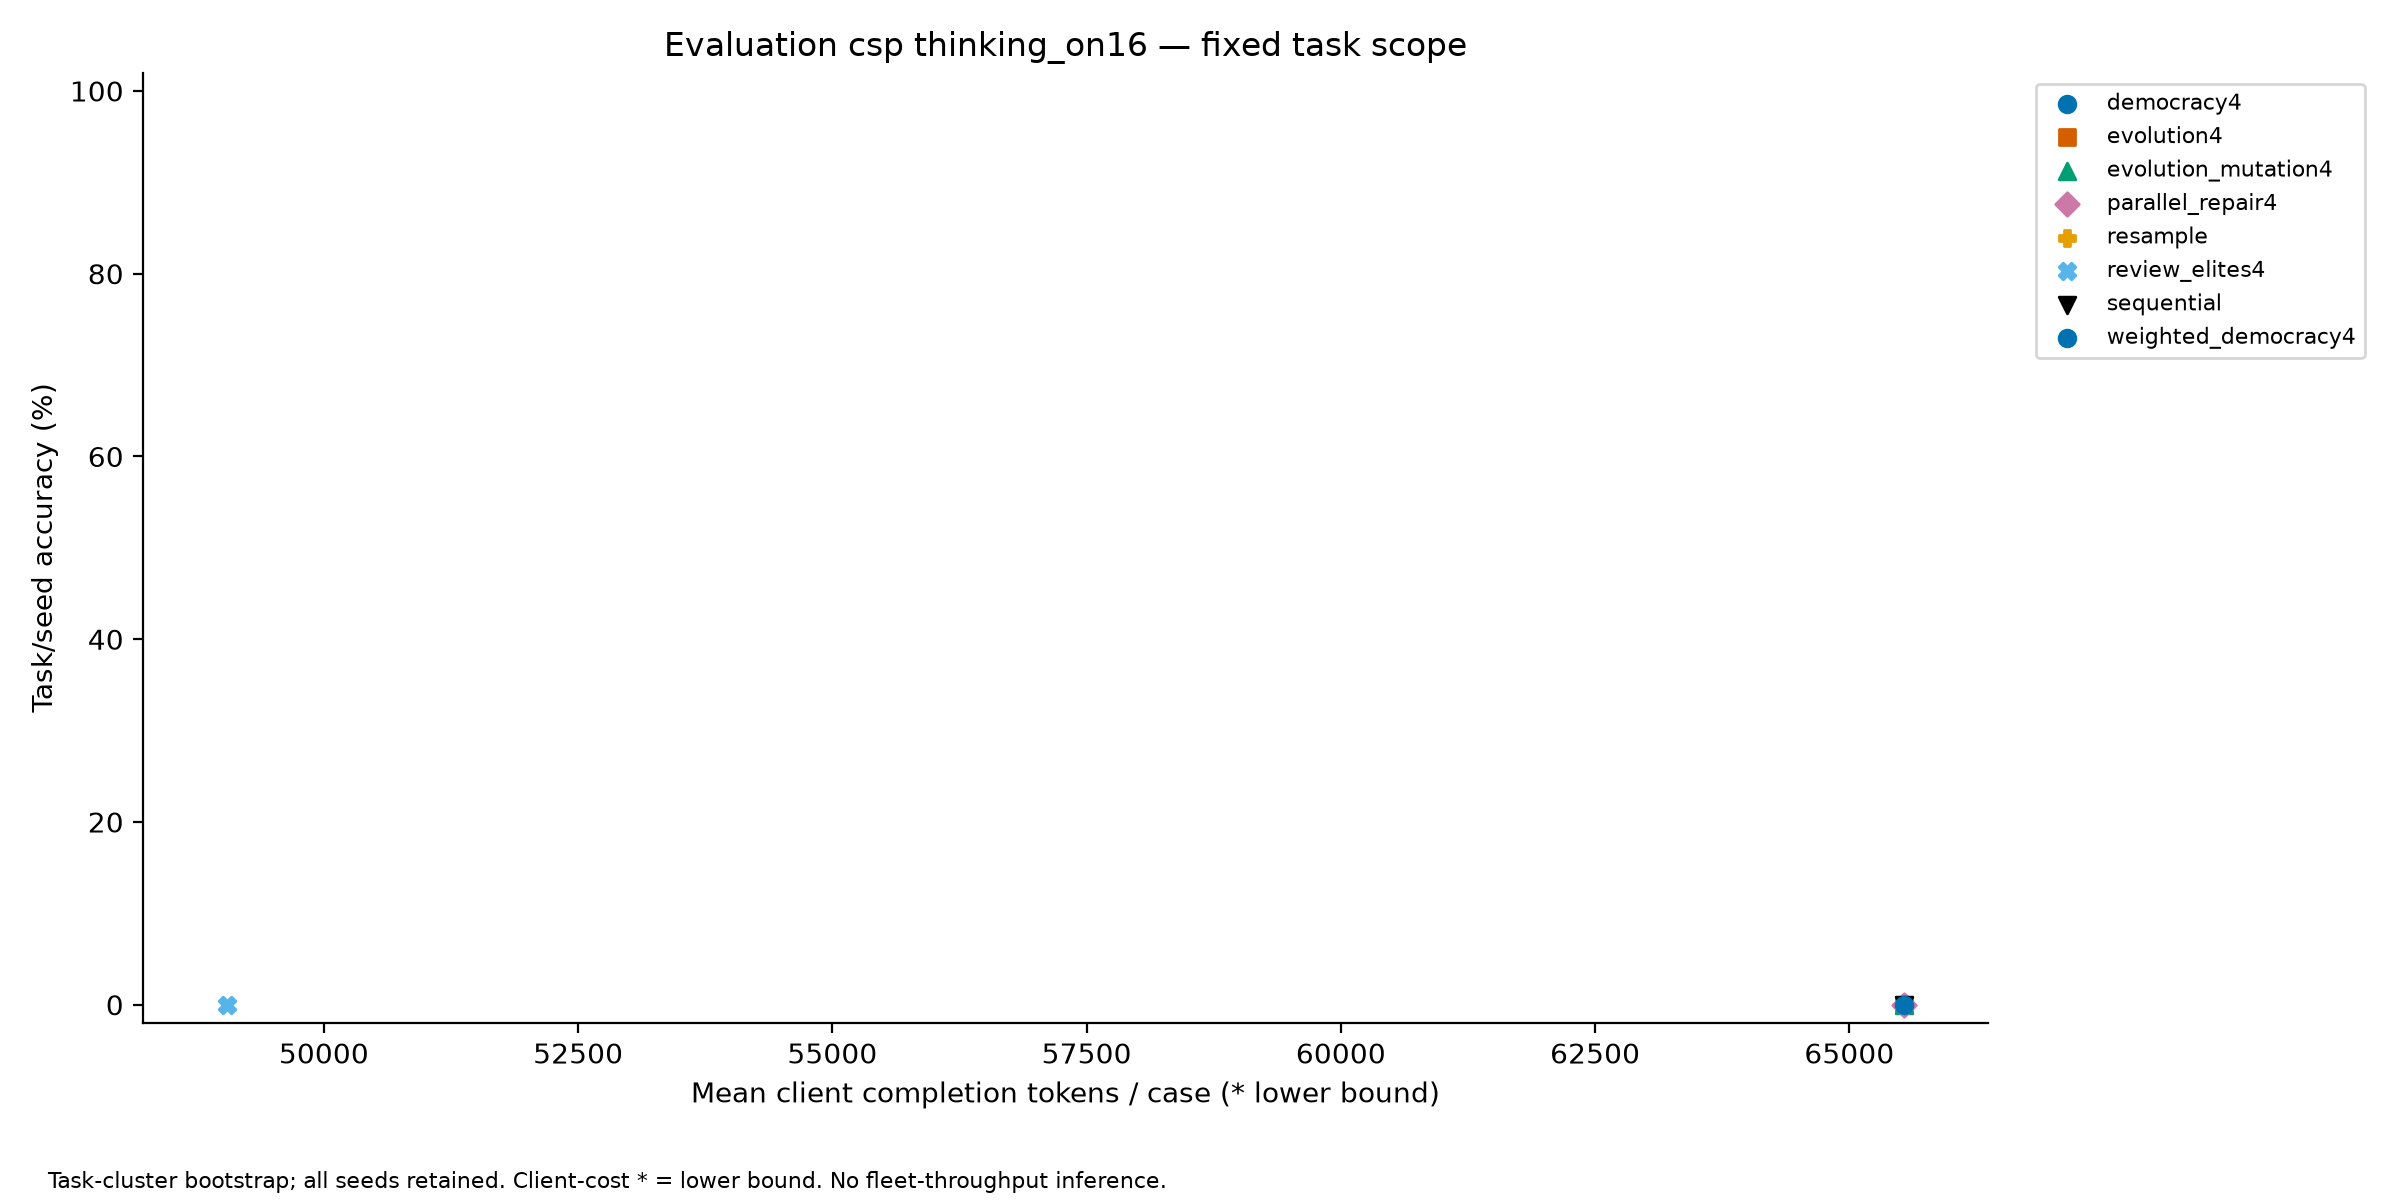 Evaluation csp thinking_on16 — fixed task scope
Task/seed accuracy (%)
100
80
60
40
20
0
50000 52500 55000 57500 60000 62500 65000
Mean client completion tokens / case (* lower bound)
democracy4
evolution4
evolution_mutation4
parallel_repair4
resample
review_elites4
sequential
weighted_democracy4
Task-cluster bootstrap; all seeds retained. Client-cost * = lower bound. No fleet-throughput inference.